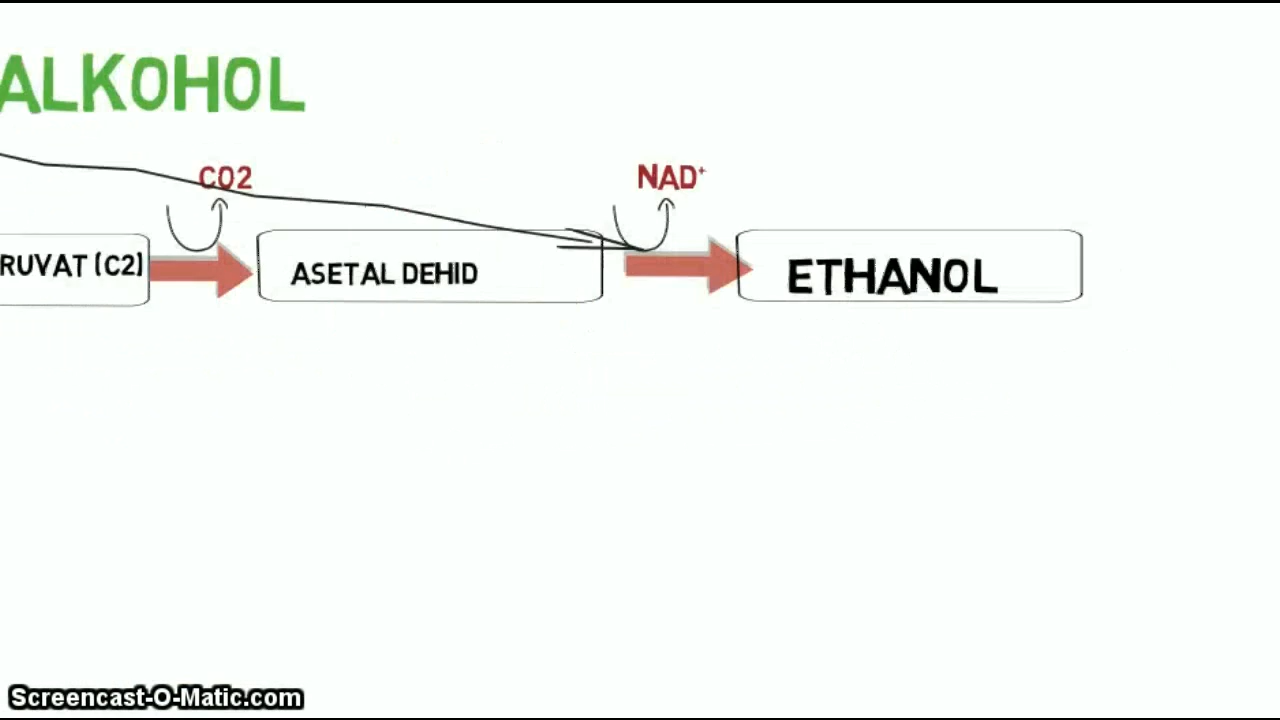 ALKOHOL
CO2
NAD+
RUVAT (C2)
ASETAL DEHID
ETHANOL
Screencast-O-Matic.com